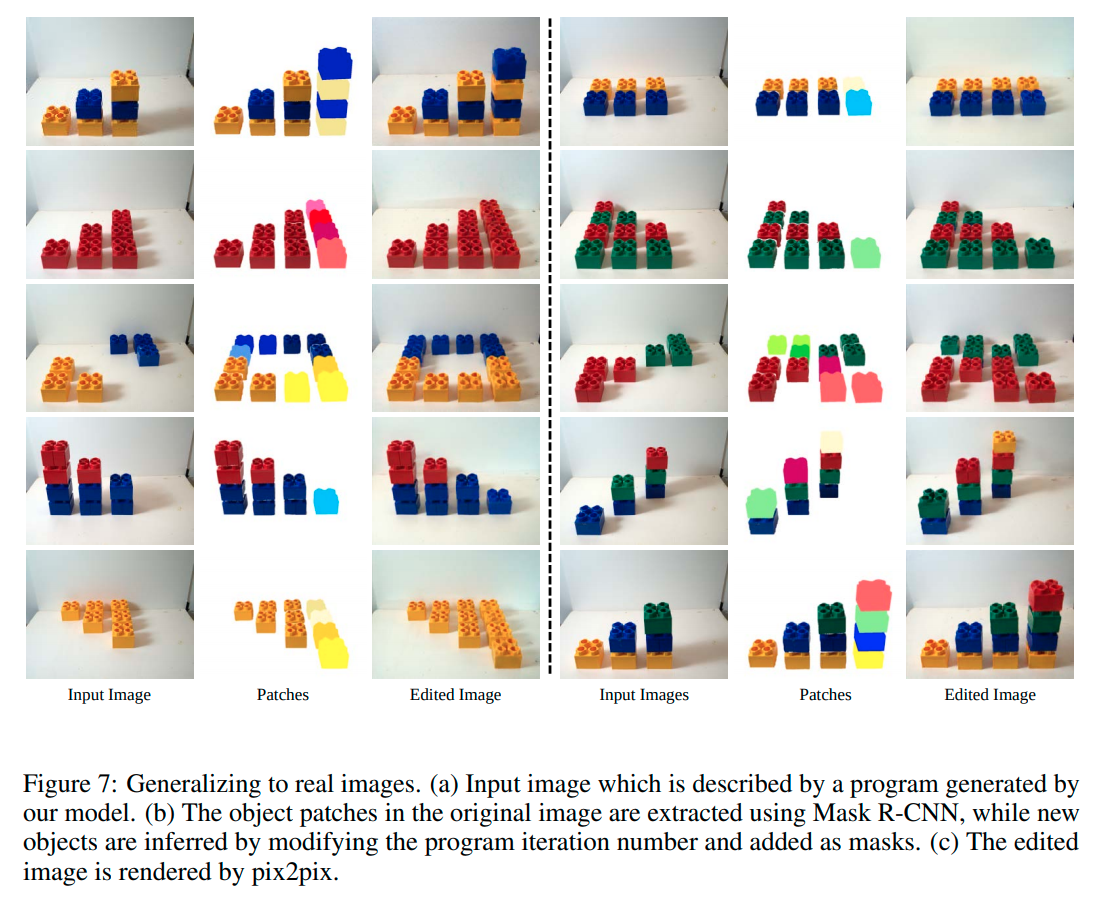 Input Image
Patches
Edited Image
Input Images
Patches
Edited Image
Figure 7: Generalizing to real images. (a) Input image which is described by a program generated by
our model. (b) The object patches in the original image are extracted using Mask R-CNN, while new
objects are inferred by modifying the program iteration number and added as masks. (c) The edited
image is rendered by pix2pix.